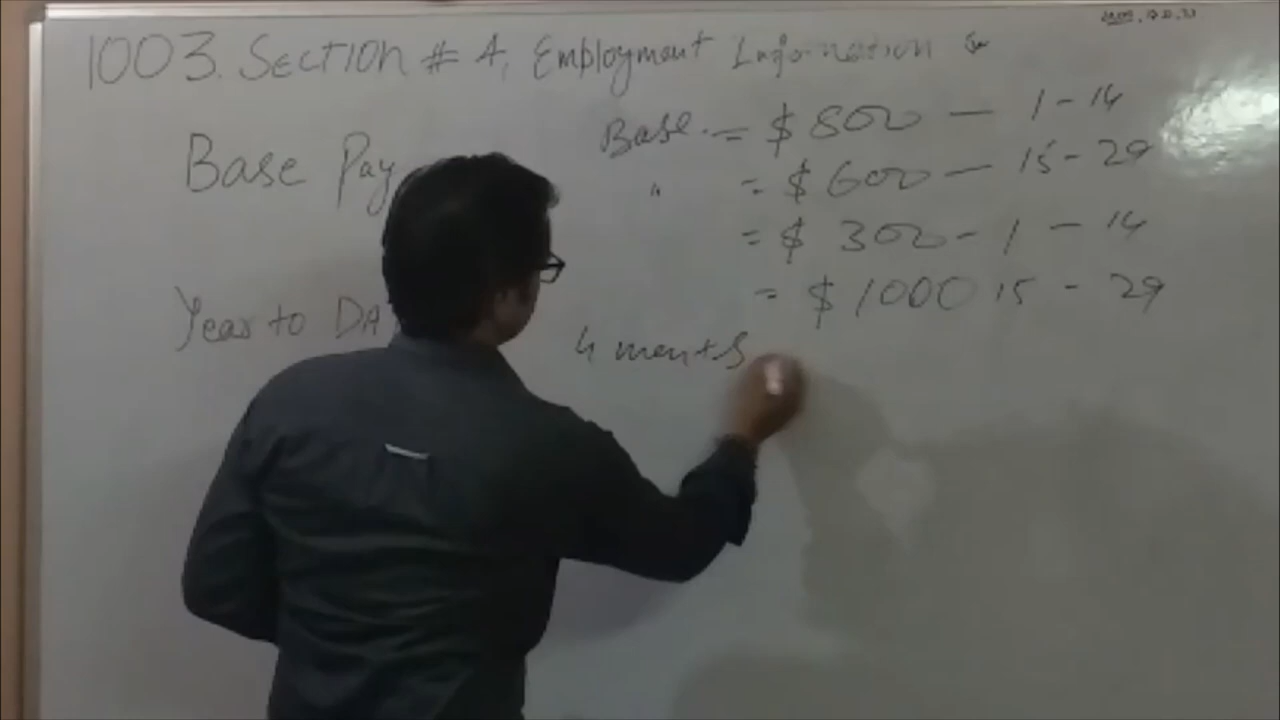 1003. Section # 4, Employment Information
Base Pay
Base. = $ 800 — 1 - 14
" = $ 600 — 15 - 29
= $ 300 - 1 - 14
= $ 1000 15 - 29
Year to DA
4 months